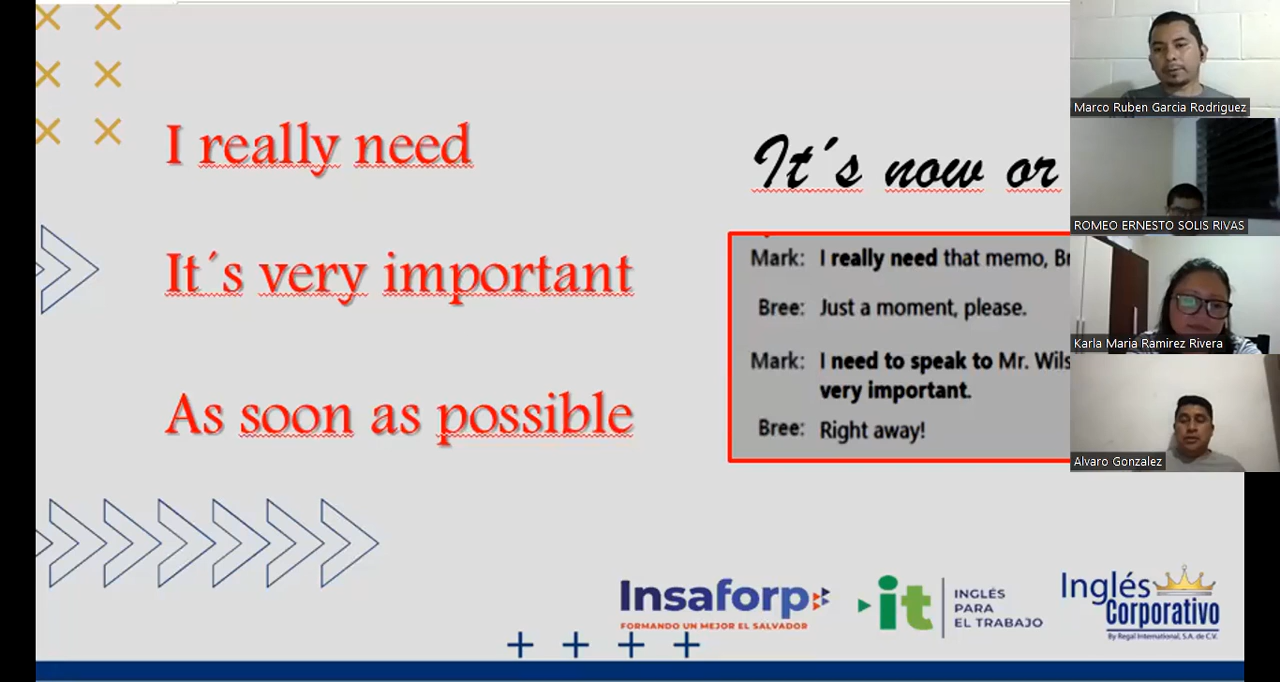 I really need
It´s very important
As soon as possible
It´s now or
Mark: I really need that memo,
Bree: Just a moment, please.
Mark: I need to speak to Mr.
very important.
Bree: Right away!
Marco Ruben Garcia Rodriguez
ROMEO ERNESTO SOLIS RIVAS
Karla Maria Ramirez Rivera
Alvaro Gonzalez
Insaforp
FORMANDO UN MEJOR EL SALVADOR
it
INGLÉS
PARA
EL TRABAJO
Inglés
Corporativo
By Regal International, S.A. de C.V.